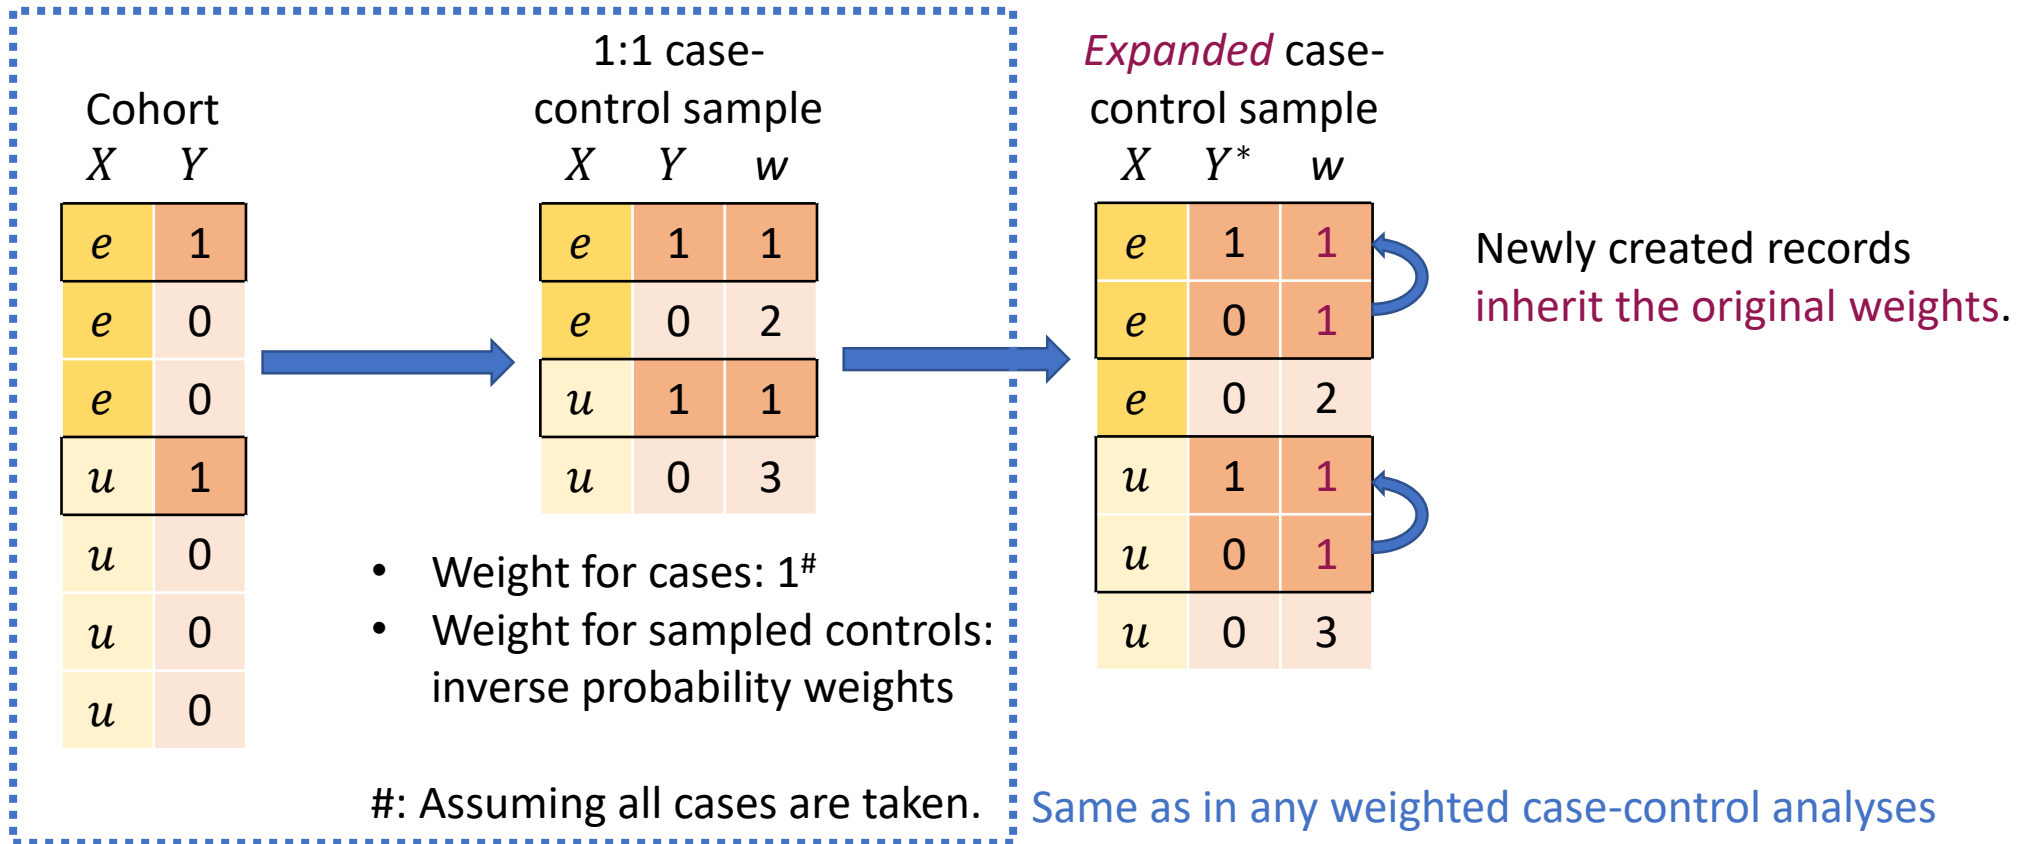 Cohort
X Y
e 1
e 0
e 0
u 1
u 0
u 0
u 0
1:1 case-
control sample
X Y w
e 1 1
e 0 2
u 1 1
u 0 3
• Weight for cases: 1#
• Weight for sampled controls:
inverse probability weights
#: Assuming all cases are taken.
Expanded case-
control sample
X Y* w
e 1 1
e 0 1
e 0 2
u 1 1
u 0 1
u 0 3
Newly created records
inherit the original weights.
Same as in any weighted case-control analyses